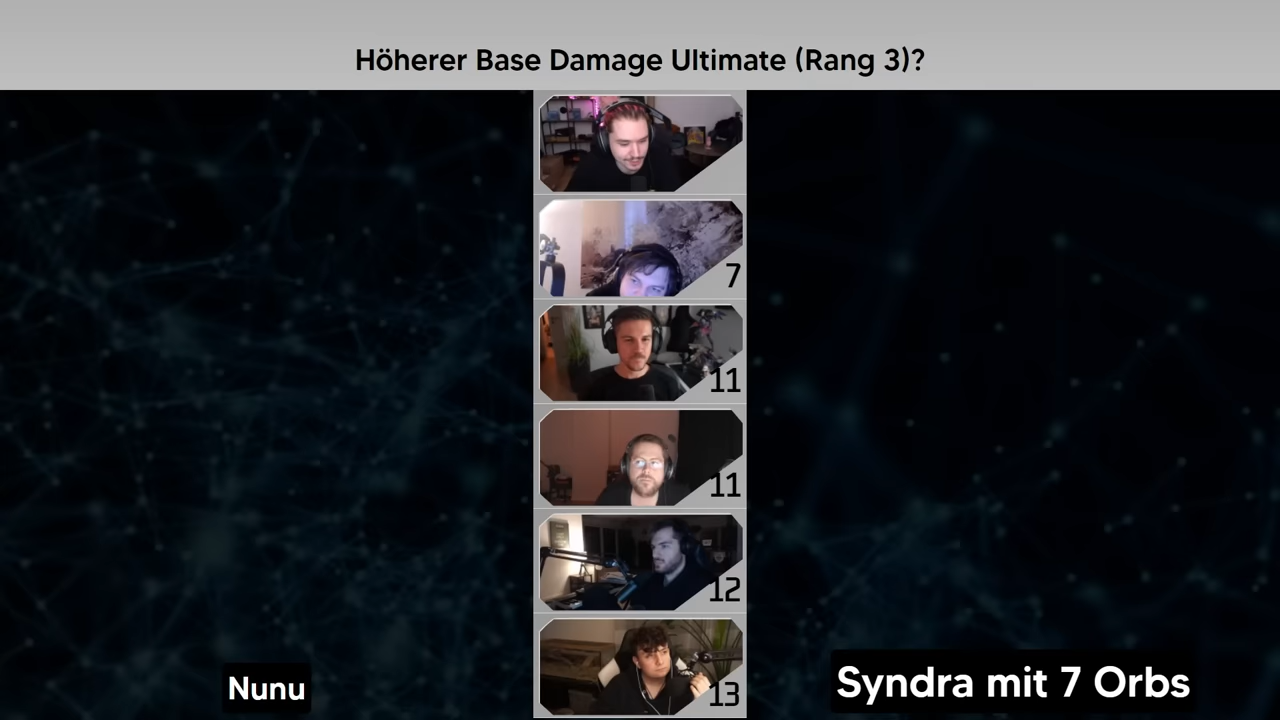 Höherer Base Damage Ultimate (Rang 3)?
7
11
11
12
13
Nunu
Syndra mit 7 Orbs